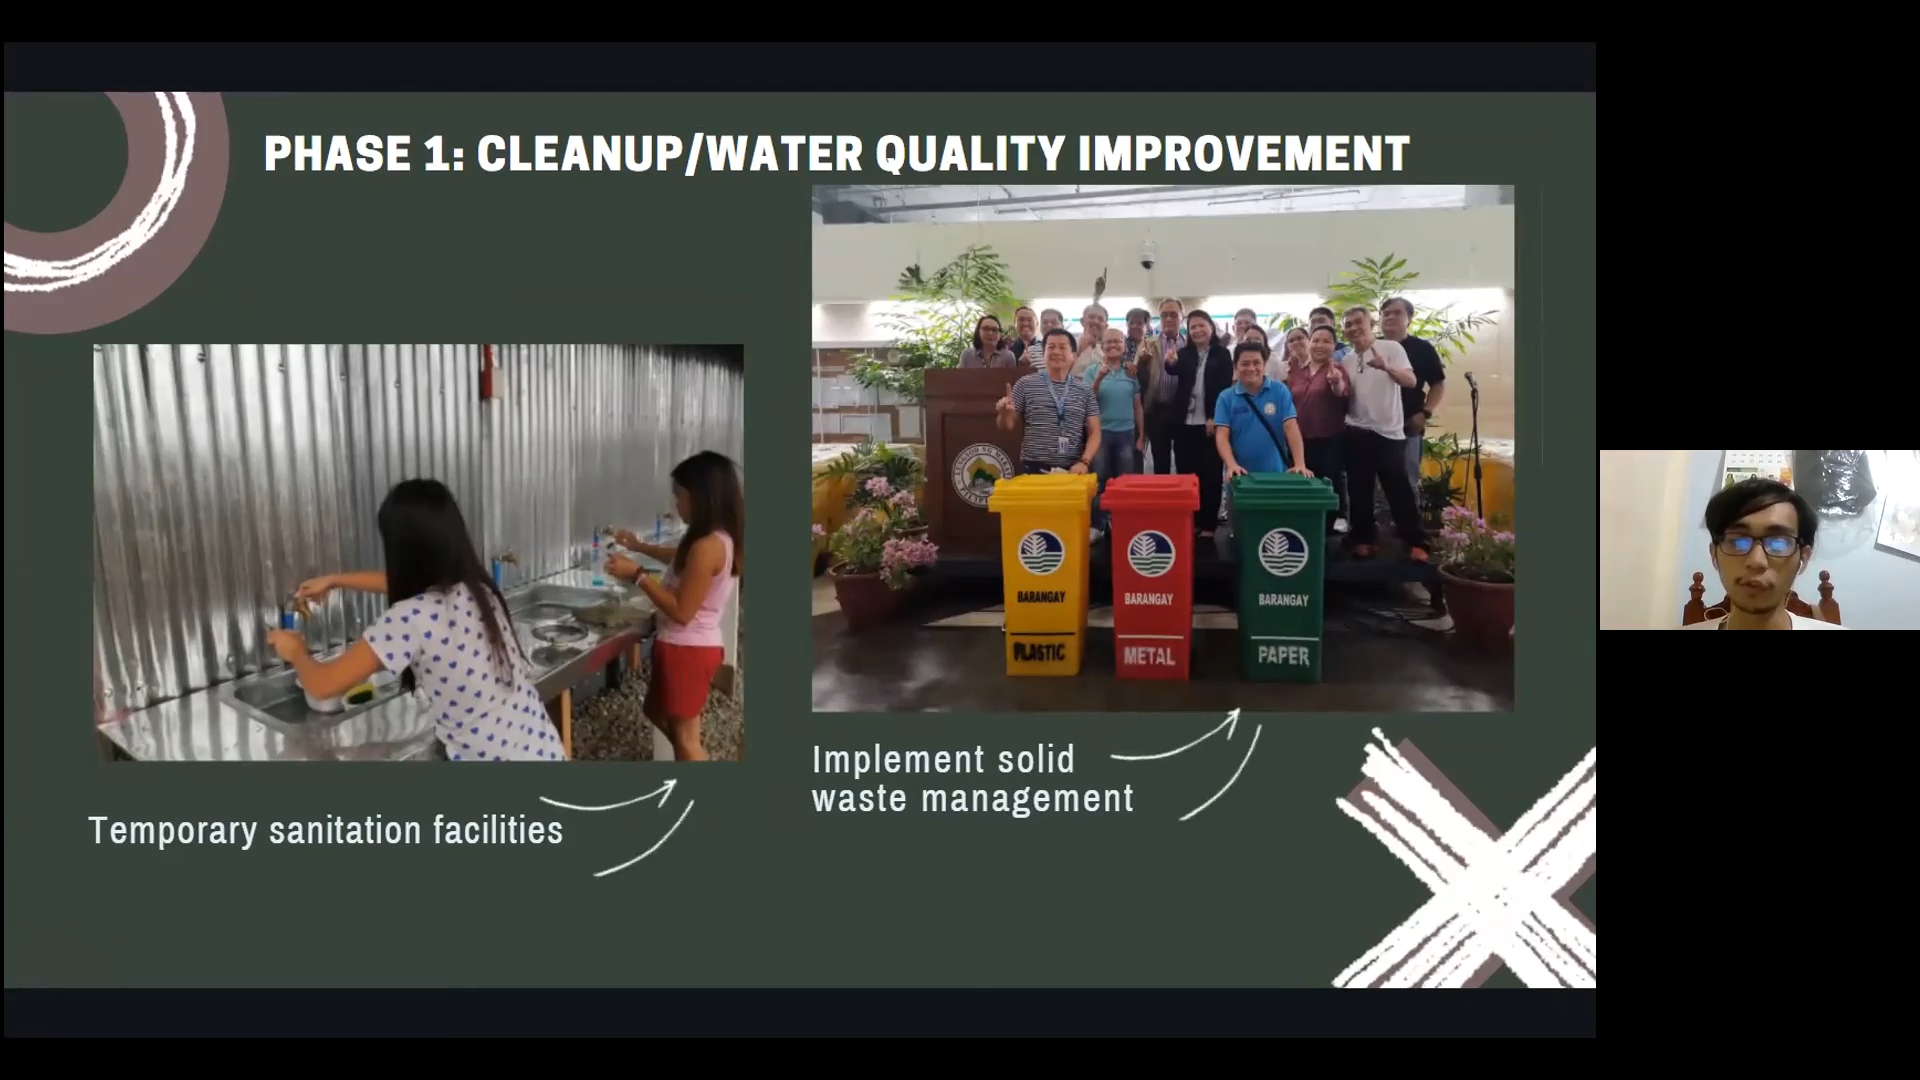 PHASE 1: CLEANUP/WATER QUALITY IMPROVEMENT
BARANGAY
PLASTIC
BARANGAY
METAL
BARANGAY
PAPER
Temporary sanitation facilities
Implement solid
waste management